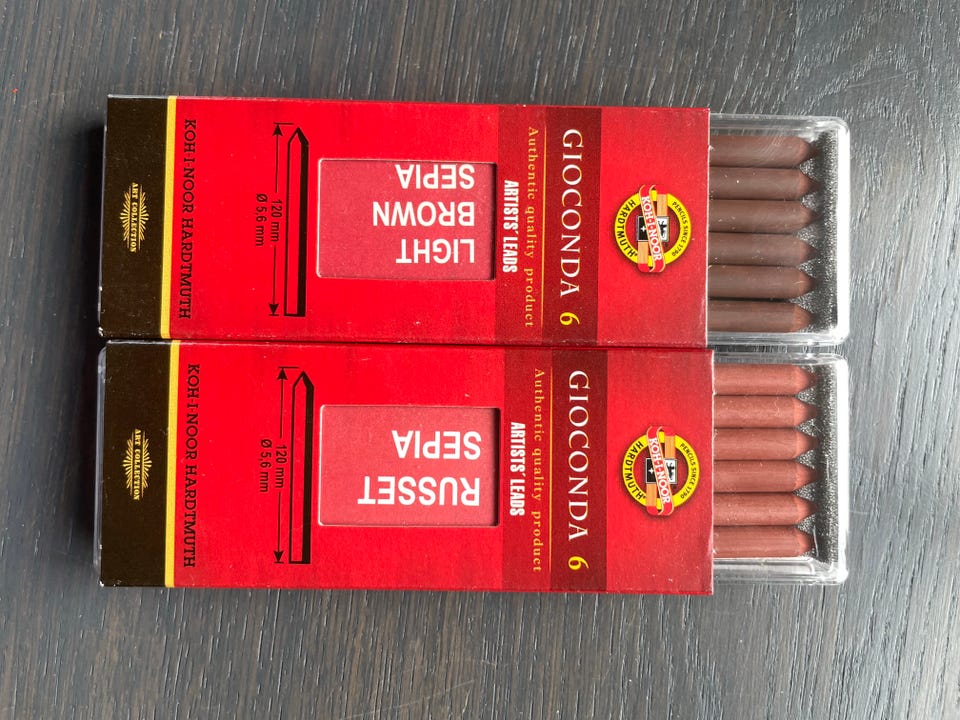 PENCILS SINCE 1790
KOH-I-NOOR
HARDTMUTH
GIOCONDA 6
Authentic quality product
ARTISTS´ LEADS
LIGHT
BROWN
SEPIA
120 mm
Ø 5,6 mm
KOH-I-NOOR HARDTMUTH
ART COLLECTION
PENCILS SINCE 1790
KOH-I-NOOR
HARDTMUTH
GIOCONDA 6
Authentic quality product
ARTISTS´ LEADS
RUSSET
SEPIA
120 mm
Ø 5,6 mm
KOH-I-NOOR HARDTMUTH
ART COLLECTION